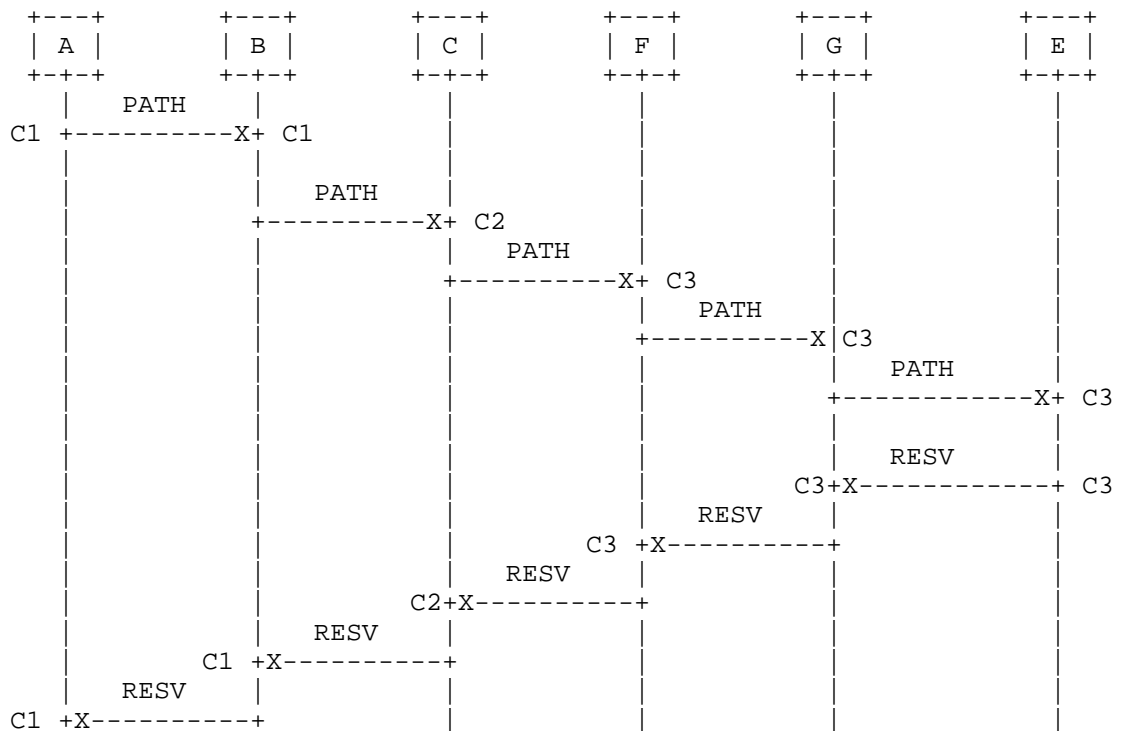 A B C F G E
PATH
C1 C1
PATH
C2
PATH
C3
PATH
C3
PATH
C3
RESV
C3 C3
RESV
C3
RESV
C2
RESV
C1
RESV
C1